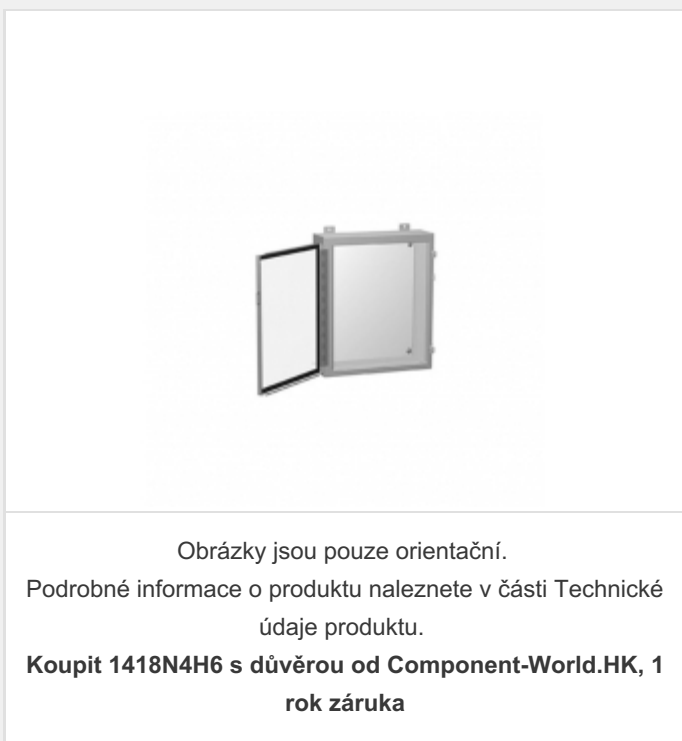 Obrázky jsou pouze orientační.
Podrobné informace o produktu naleznete v části Technické
údaje produktu.
Koupit 1418N4H6 s důvěrou od Component-World.HK, 1
rok záruka